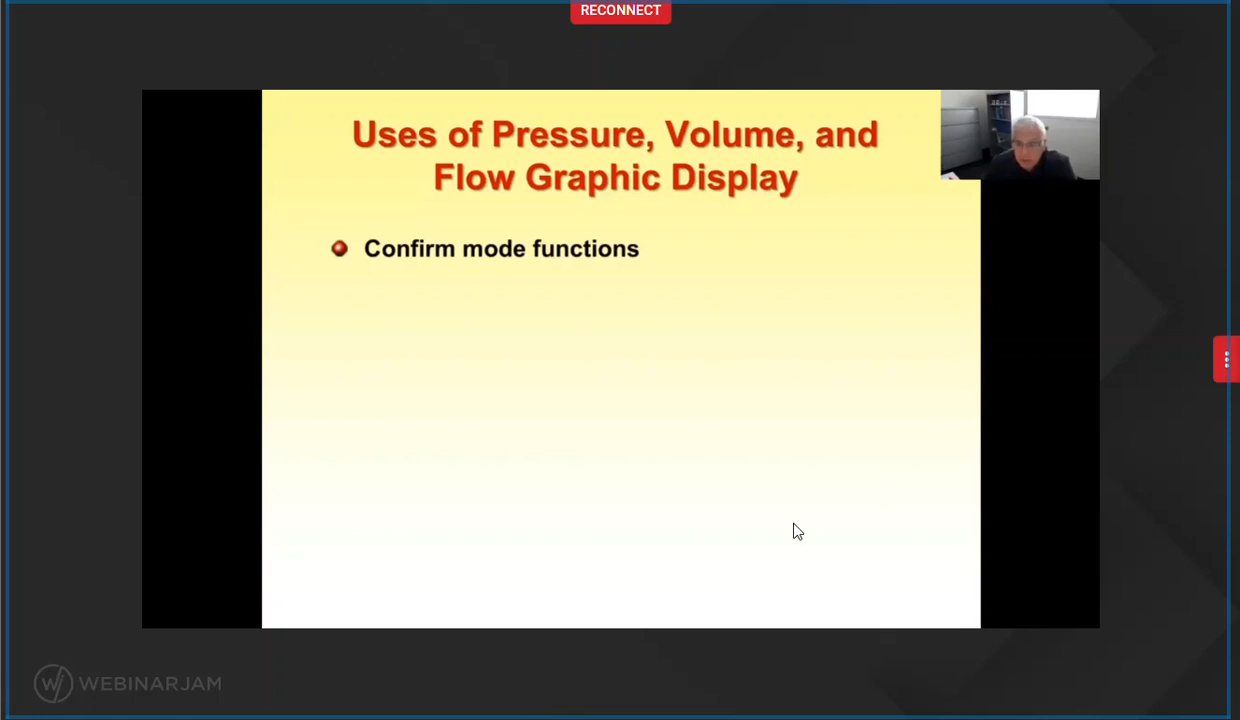 RECONNECT
Uses of Pressure, Volume, and
Flow Graphic Display
Confirm mode functions
WEBINARJAM